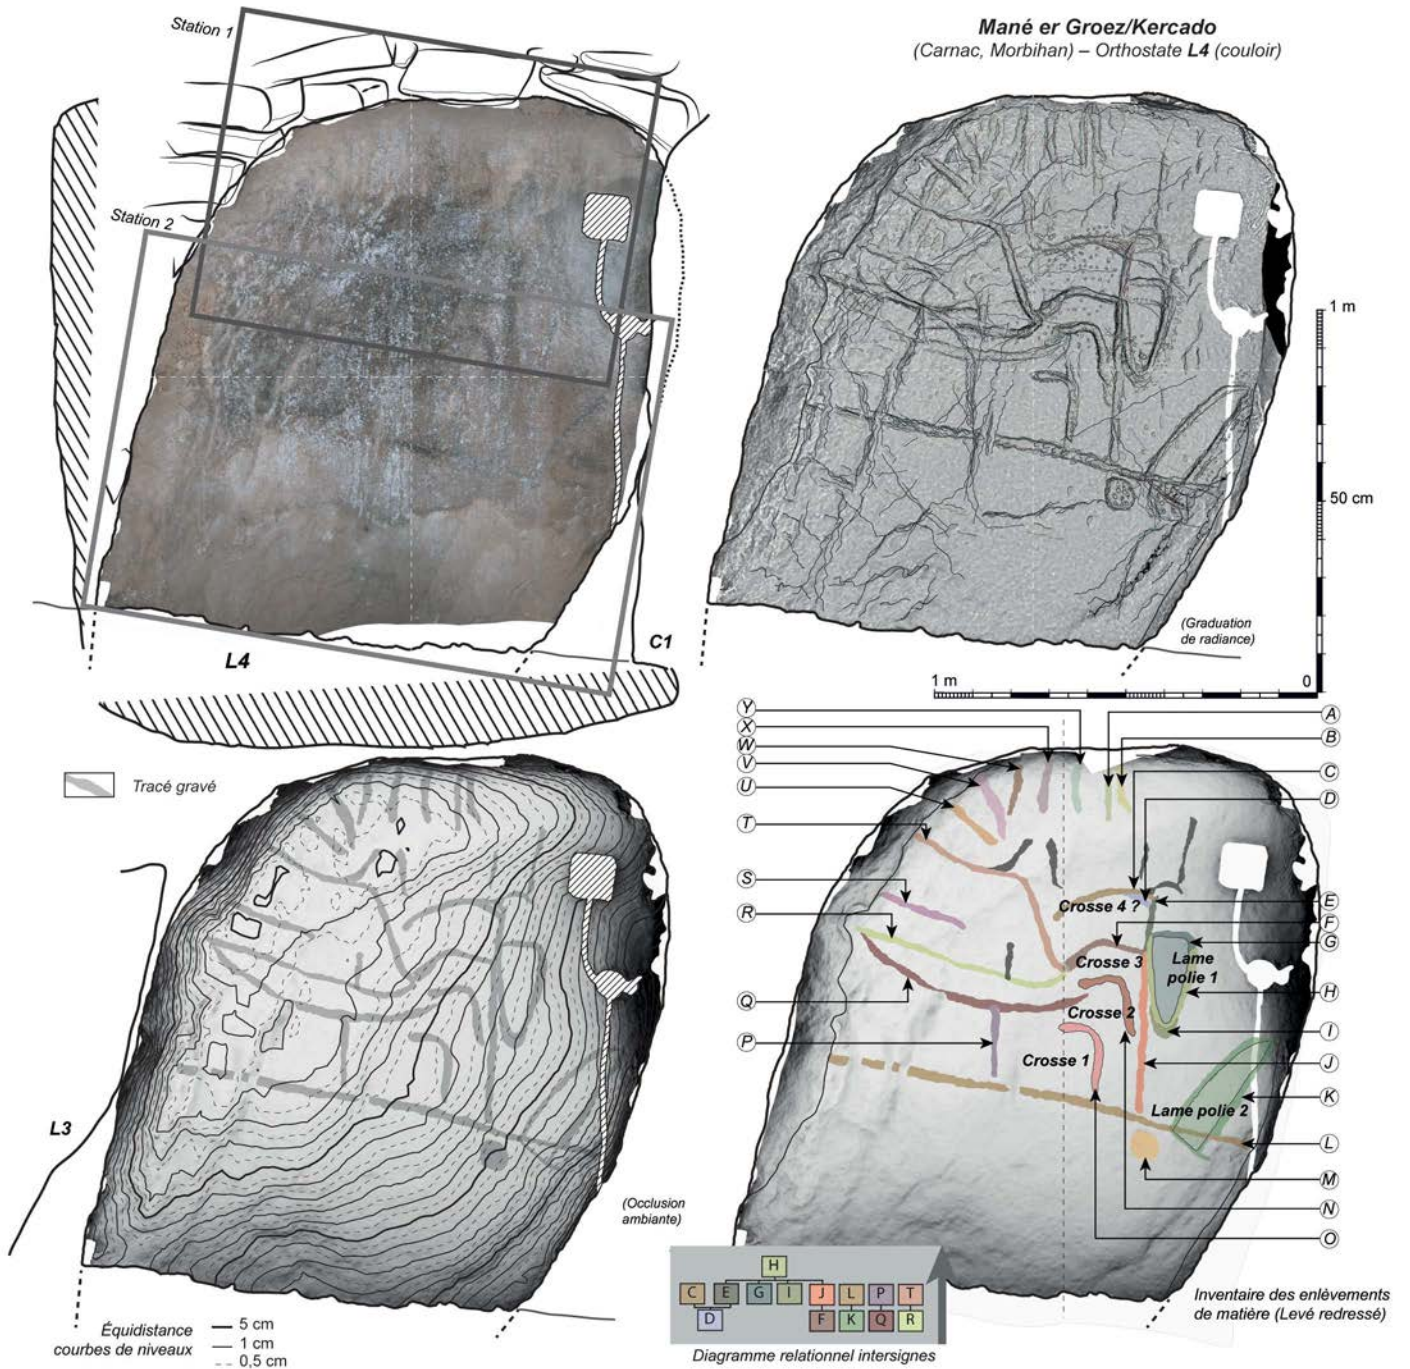 Mané er Groez/Kercado
(Carnac, Morbihan) – Orthostate L4 (couloir)
Station 1
Station 2
L4
C1
1 m
50 cm
(Graduation
de radiance)
1 m
0
Tracé gravé
L3
(Occlusion
ambiante)
Équidistance
courbes de niveaux
5 cm
1 cm
0,5 cm
Y
X
W
V
U
T
S
R
Q
P
A
B
C
D
E
F
G
H
I
J
K
L
M
N
O
Crosse 4 ?
Crosse 3
Lame
polie 1
Crosse 2
Crosse 1
Lame polie 2
H
C E G I J L P T
D F K Q R
Diagramme relationnel intersignes
Inventaire des enlèvements
de matière (Levé redressé)